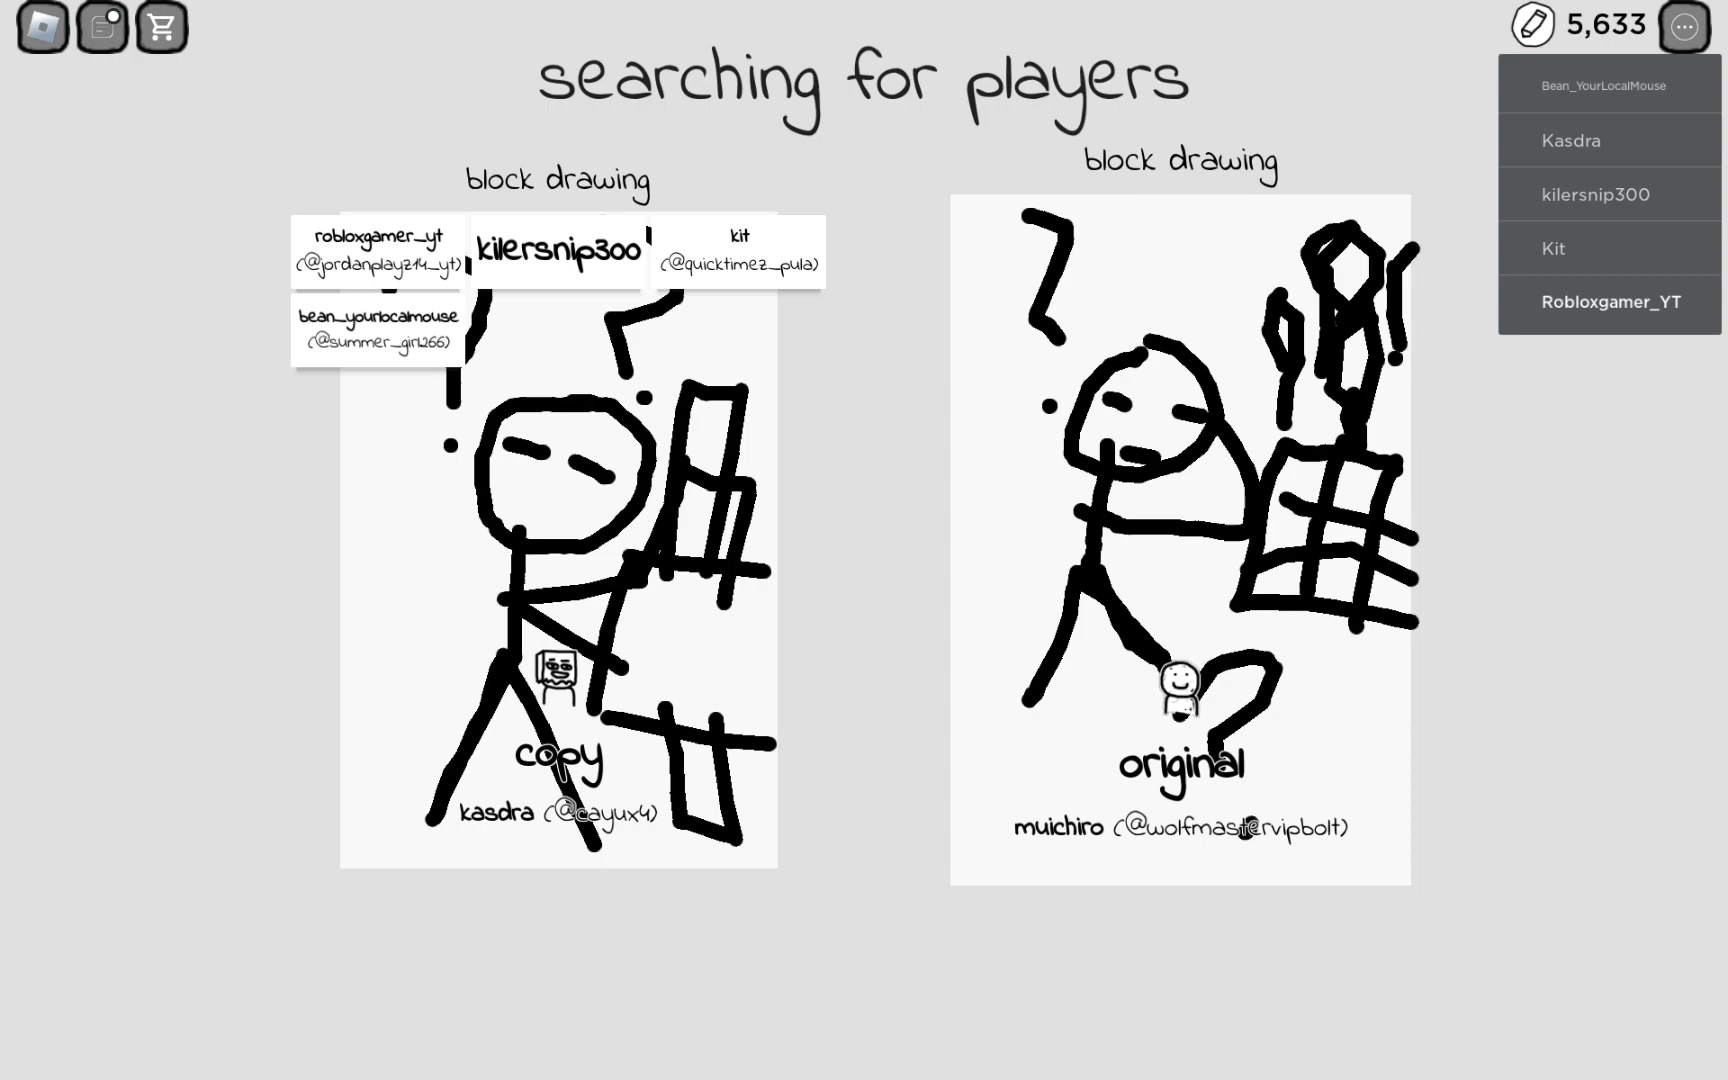 5,633
searching for players
Bean_YourLocalMouse
Kasdra
kilersnip300
Kit
Robloxgamer_YT
block drawing
robloxgamer_yt
(@jordanplayz14_yt)
kilersnip300
kit
(@quicktimez_pula)
bean_yourlocalmouse
(@summer_girl266)
copy
kasdra (@cayux4)
block drawing
original
muichiro (@wolfmastervipbolt)